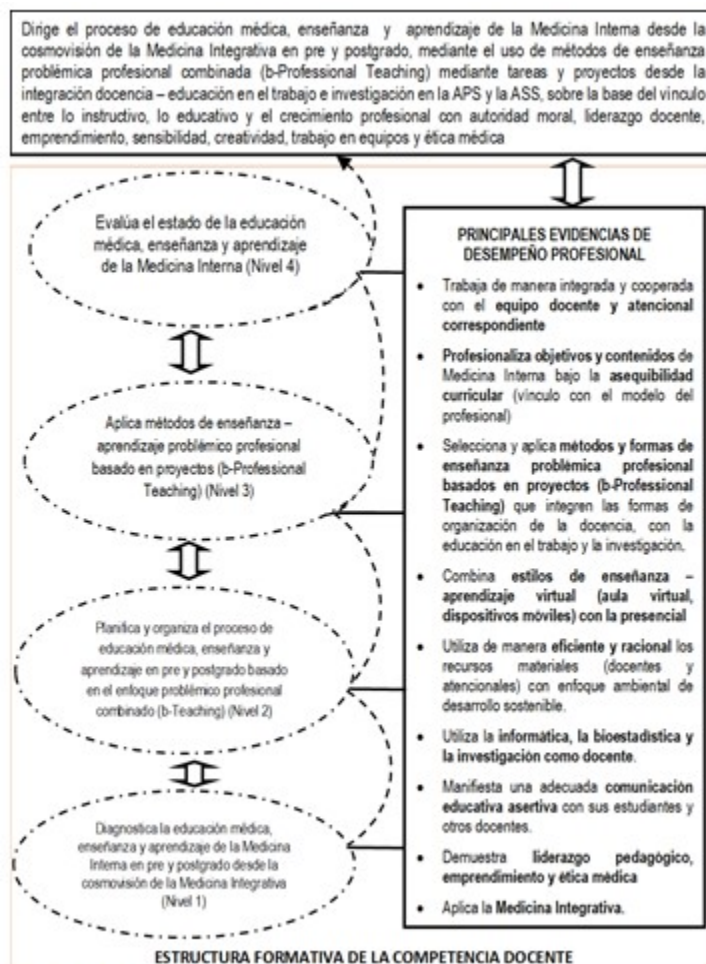 Dirige el proceso de educación médica, enseñanza y aprendizaje de la Medicina Interna desde la
cosmovisión de la Medicina Integrativa en pre y postgrado, mediante el uso de métodos de enseñanza
problémica profesional combinada (b-Professional Teaching) mediante tareas y proyectos desde la
integración docencia – educación en el trabajo e investigación en la APS y la ASS, sobre la base del vínculo
entre lo instructivo, lo educativo y el crecimiento profesional con autoridad moral, liderazgo docente,
emprendimiento, sensibilidad, creatividad, trabajo en equipos y ética médica
Evalúa el estado de la educación
médica, enseñanza y aprendizaje
de la Medicina Interna (Nivel 4)
Aplica métodos de enseñanza –
aprendizaje problémico profesional
basado en proyectos (b-Professional
Teaching) (Nivel 3)
Planifica y organiza el proceso de
educación médica, enseñanza y
aprendizaje en pre y postgrado basado
en el enfoque problémico profesional
combinado (b-Teaching) (Nivel 2)
Diagnostica la educación médica,
enseñanza y aprendizaje de la Medicina
Interna en pre y postgrado desde la
cosmovisión de la Medicina Integrativa
(Nivel 1)
PRINCIPALES EVIDENCIAS DE
DESEMPEÑO PROFESIONAL
• Trabaja de manera integrada y cooperada
con el equipo docente y atencional
correspondiente
• Profesionaliza objetivos y contenidos de
Medicina Interna bajo la asequibilidad
curricular (vínculo con el modelo del
profesional)
• Selecciona y aplica métodos y formas de
enseñanza problémica profesional
basados en proyectos (b-Professional
Teaching) que integren las formas de
organización de la docencia, con la
educación en el trabajo y la investigación.
• Combina estilos de enseñanza –
aprendizaje virtual (aula virtual,
dispositivos móviles) con la presencial
• Utiliza de manera eficiente y racional los
recursos materiales (docentes y
atencionales) con enfoque ambiental de
desarrollo sostenible.
• Utiliza la informática, la bioestadística y
la investigación como docente.
• Manifiesta una adecuada comunicación
educativa asertiva con sus estudiantes y
otros docentes.
• Demuestra liderazgo pedagógico,
emprendimiento y ética médica
• Aplica la Medicina Integrativa.
ESTRUCTURA FORMATIVA DE LA COMPETENCIA DOCENTE